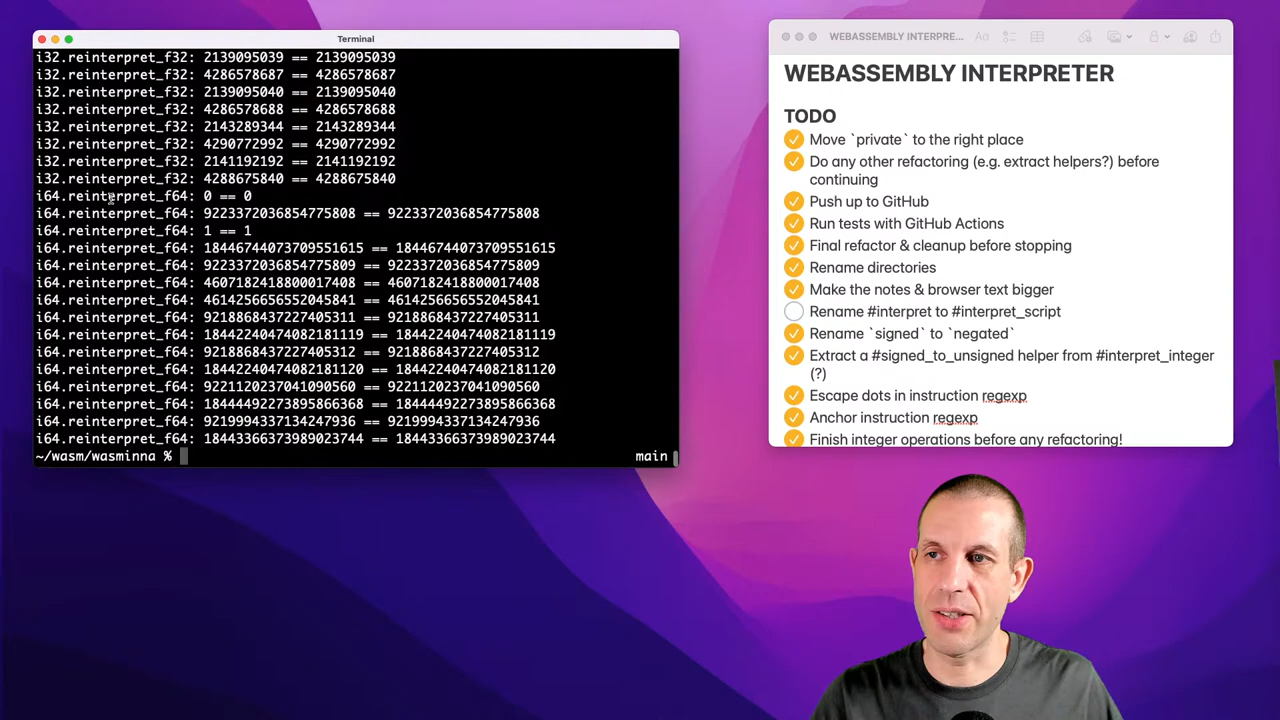 Terminal
i32.reinterpret_f32: 2139095039 == 2139095039
i32.reinterpret_f32: 4286578687 == 4286578687
i32.reinterpret_f32: 2139095040 == 2139095040
i32.reinterpret_f32: 4286578688 == 4286578688
i32.reinterpret_f32: 2143289344 == 2143289344
i32.reinterpret_f32: 4290772992 == 4290772992
i32.reinterpret_f32: 2141192192 == 2141192192
i32.reinterpret_f32: 4288675840 == 4288675840
i64.reinterpret_f64: 0 == 0
i64.reinterpret_f64: 9223372036854775808 == 9223372036854775808
i64.reinterpret_f64: 1 == 1
i64.reinterpret_f64: 18446744073709551615 == 18446744073709551615
i64.reinterpret_f64: 9223372036854775809 == 9223372036854775809
i64.reinterpret_f64: 4607182418800017408 == 4607182418800017408
i64.reinterpret_f64: 4614256656552045841 == 4614256656552045841
i64.reinterpret_f64: 9218868437227405311 == 9218868437227405311
i64.reinterpret_f64: 18442240474082181119 == 18442240474082181119
i64.reinterpret_f64: 9218868437227405312 == 9218868437227405312
i64.reinterpret_f64: 18442240474082181120 == 18442240474082181120
i64.reinterpret_f64: 9221120237041090560 == 9221120237041090560
i64.reinterpret_f64: 18444492273895866368 == 18444492273895866368
i64.reinterpret_f64: 9219994337134247936 == 9219994337134247936
i64.reinterpret_f64: 18443366373989023744 == 18443366373989023744
~/wasm/wasminna % main
WEBASSEMBLY INTERPRE...
Aa
WEBASSEMBLY INTERPRETER
TODO
Move `private` to the right place
Do any other refactoring (e.g. extract helpers?) before
continuing
Push up to GitHub
Run tests with GitHub Actions
Final refactor & cleanup before stopping
Rename directories
Make the notes & browser text bigger
Rename #interpret to #interpret_script
Rename `signed` to `negated`
Extract a #signed_to_unsigned helper from #interpret_integer
(?)
Escape dots in instruction regexp
Anchor instruction regexp
Finish integer operations before any refactoring!